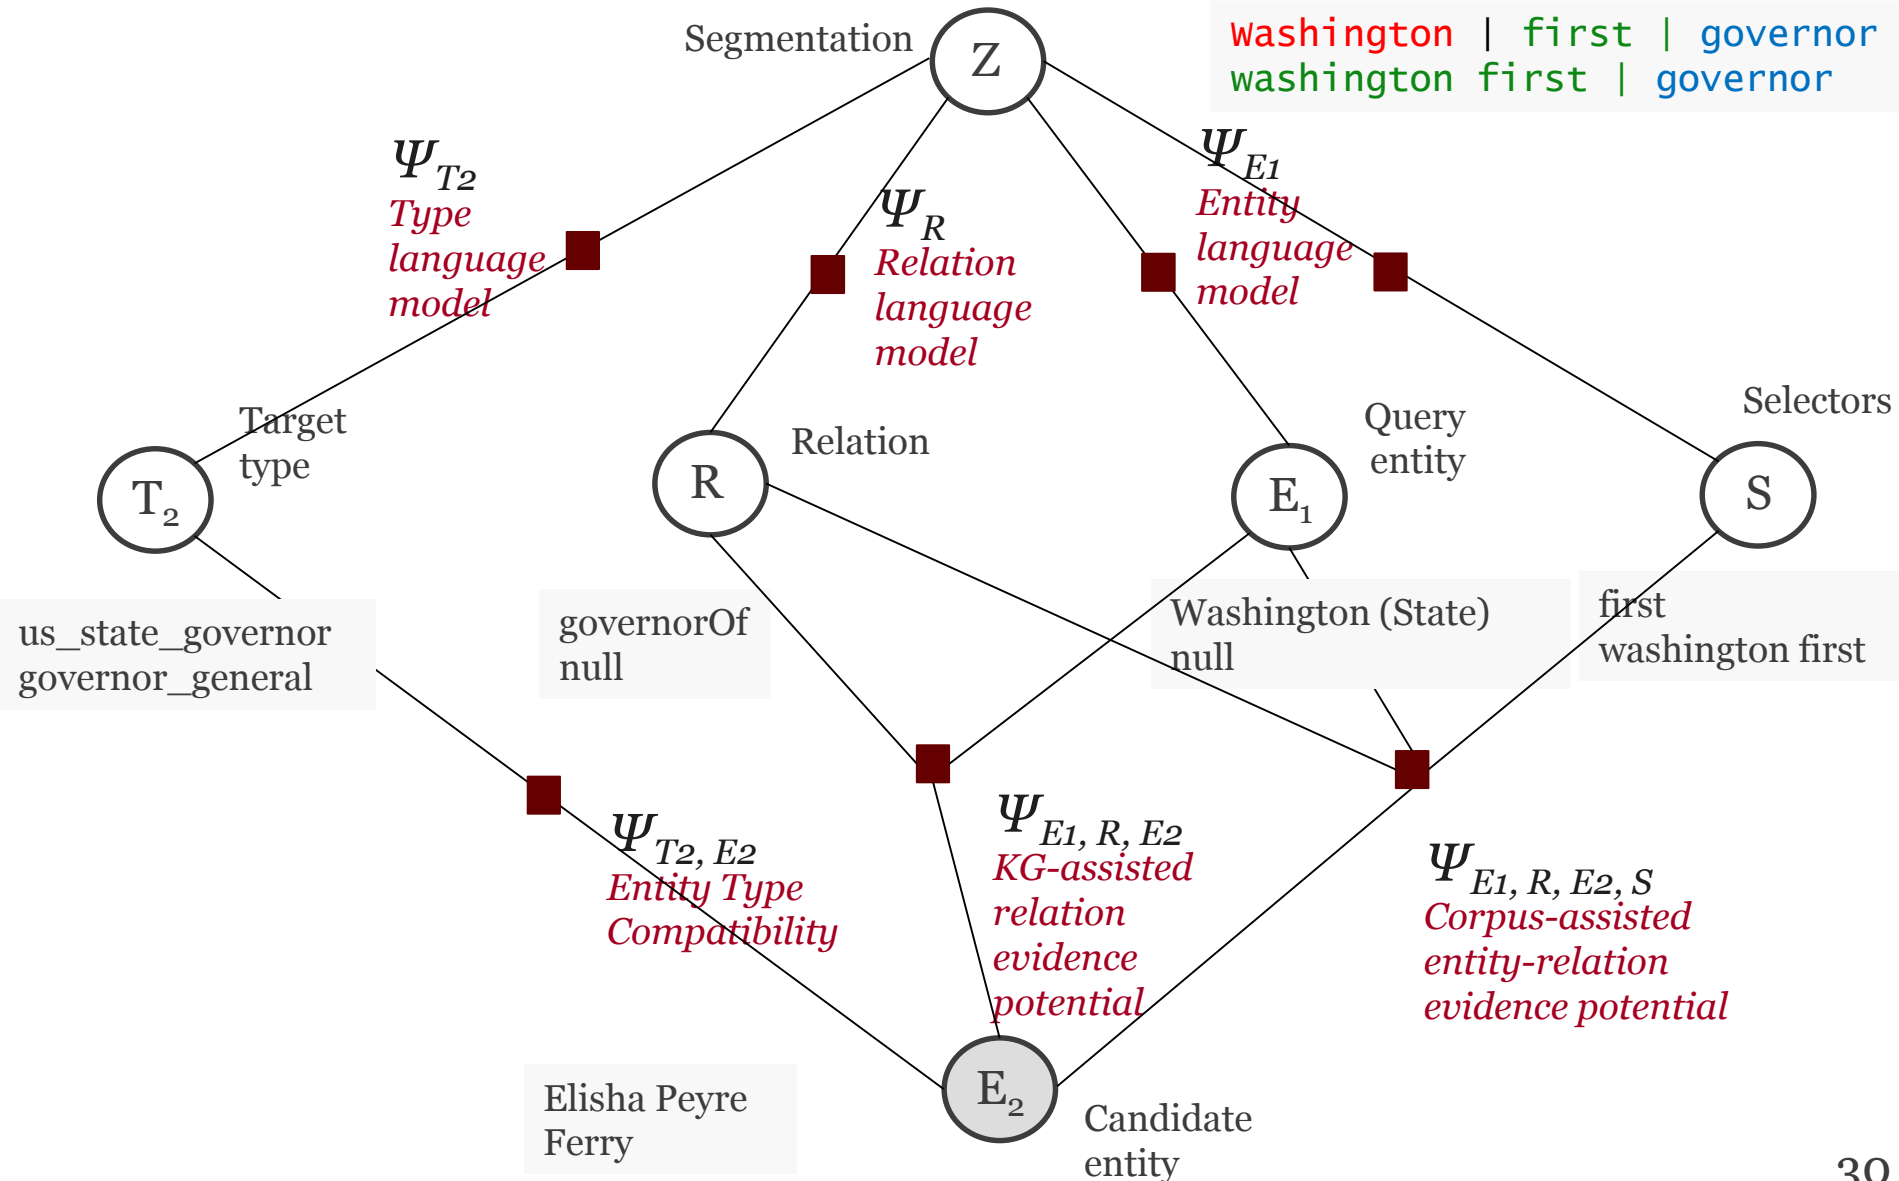 Segmentation
Z
Washington | first | governor
washington first | governor
Ψ_T2
Type
language
model
Ψ_R
Relation
language
model
Ψ_E1
Entity
language
model
Target
type
T₂
R
Relation
Query
entity
E₁
Selectors
S
us_state_governor
governor_general
governorOf
null
Washington (State)
null
first
washington first
Ψ_T2, E2
Entity Type
Compatibility
Ψ_E1, R, E2
KG-assisted
relation
evidence
potential
Ψ_E1, R, E2, S
Corpus-assisted
entity-relation
evidence potential
Elisha Peyre
Ferry
E₂
Candidate
entity
30